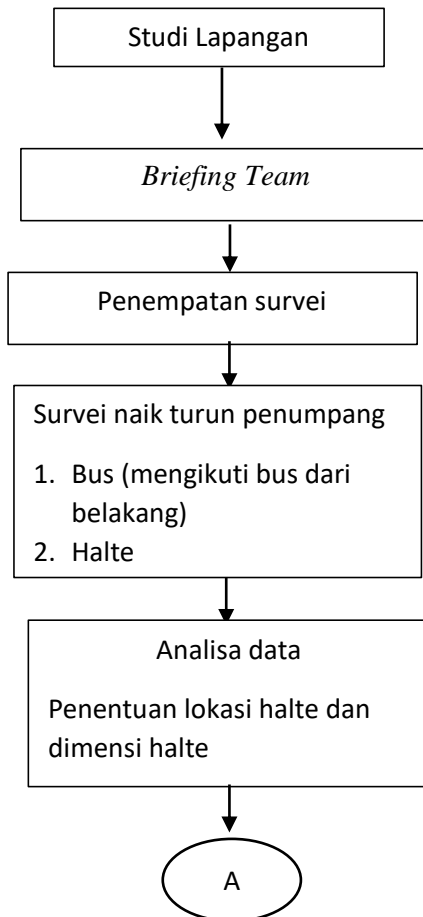 Studi Lapangan
Briefing Team
Penempatan survei
Survei naik turun penumpang
1. Bus (mengikuti bus dari
belakang)
2. Halte
Analisa data
Penentuan lokasi halte dan
dimensi halte
A